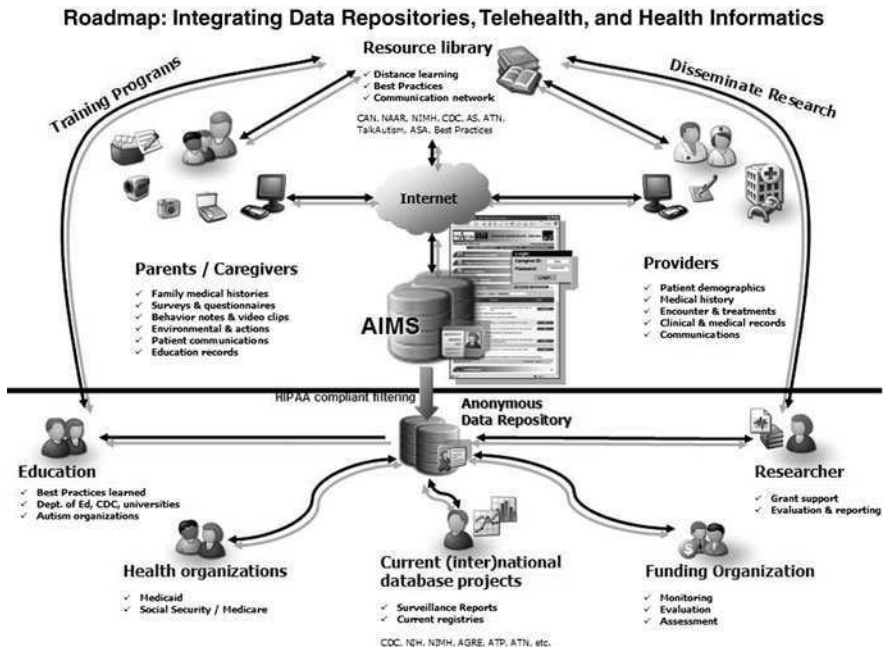 Roadmap: Integrating Data Repositories, Telehealth, and Health Informatics
Resource library
✓ Distance learning
✓ Best Practices
✓ Communication network
CAN, NAAR, NIMH, CDC, AS, ATN,
TalkAutism, ASA, Best Practices
Training Programs
Disseminate Research
Internet
Parents / Caregivers
✓ Family medical histories
✓ Surveys & questionnaires
✓ Behavior notes & video clips
✓ Environmental & actions
✓ Patient communications
✓ Education records
Providers
✓ Patient demographics
✓ Medical history
✓ Encounter & treatments
✓ Clinical & medical records
✓ Communications
Login
Caregiver ID
Password
Login
AIMS
HIPAA compliant filtering
Anonymous
Data Repository
Education
✓ Best Practices learned
✓ Dept. of Ed, CDC, universities
✓ Autism organizations
Researcher
✓ Grant support
✓ Evaluation & reporting
Health organizations
✓ Medicaid
✓ Social Security / Medicare
Current (inter)national
database projects
✓ Surveillance Reports
✓ Current registries
CDC, NIH, NIMH, AGRE, ATP, ATN, etc.
Funding Organization
✓ Monitoring
✓ Evaluation
✓ Assessment